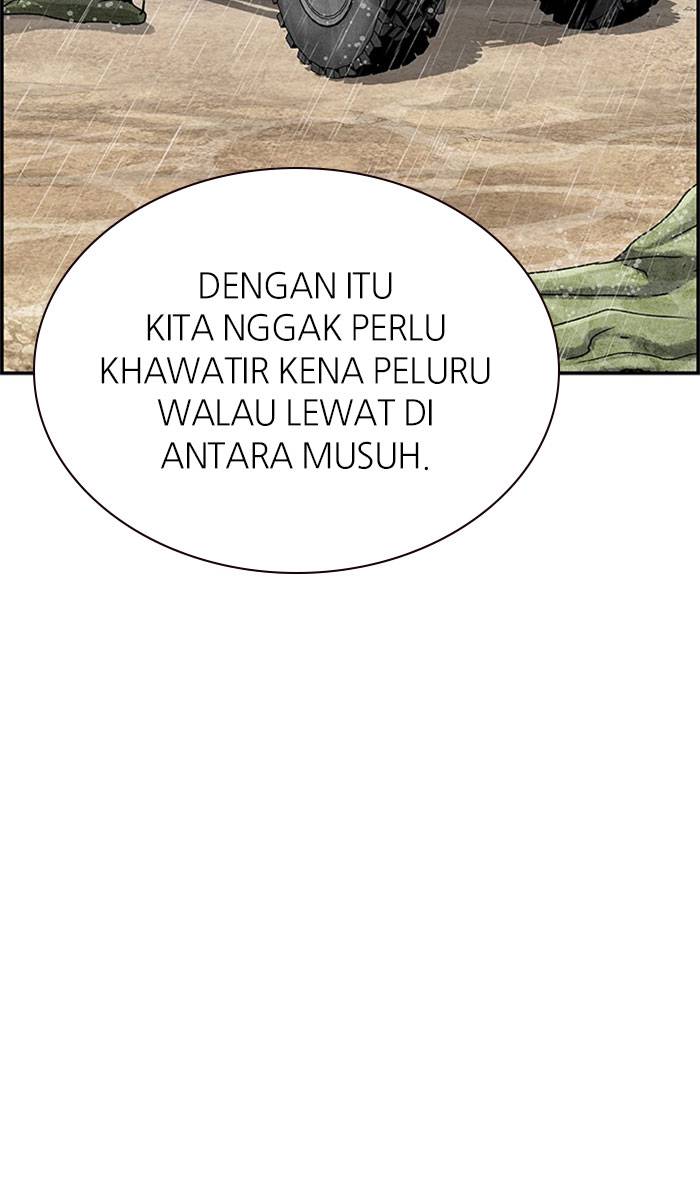 DENGAN ITU
KITA NGGAK PERLU
KHAWATIR KENA PELURU
WALAU LEWAT DI
ANTARA MUSUH.